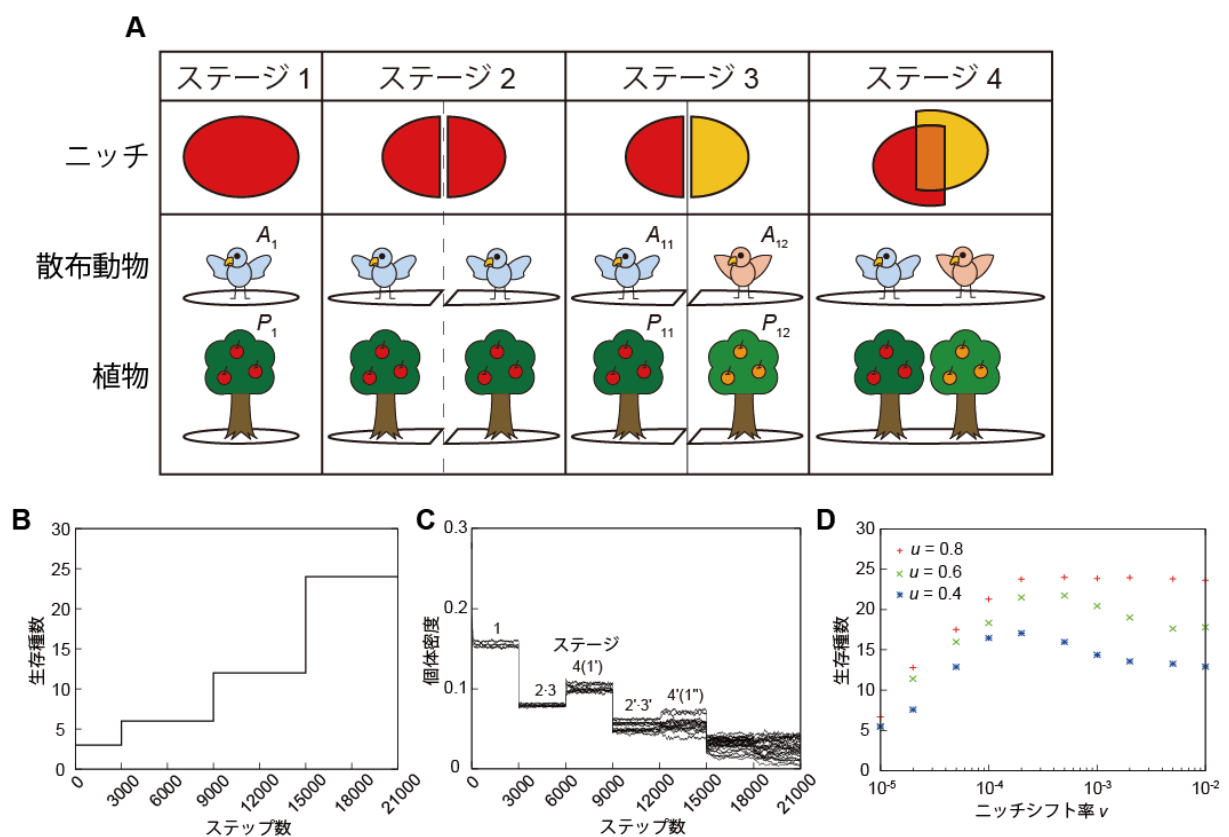 A
ステージ 1 ステージ 2 ステージ 3 ステージ 4
ニッチ
散布動物
A1 A11 A12
植物
P1 P11 P12
B
生存種数
30
25
20
15
10
5
0
0 3000 6000 9000 12000 15000 18000 21000
ステップ数
C
個体密度
0.3
0.2
0.1
0
1
2-3
ステージ
4(1')
2'-3'
4'(1'')
0 3000 6000 9000 12000 15000 18000 21000
ステップ数
D
生存種数
30
25
20
15
10
5
0
u = 0.8
u = 0.6
u = 0.4
10-5 10-4 10-3 10-2
ニッチシフト率 v